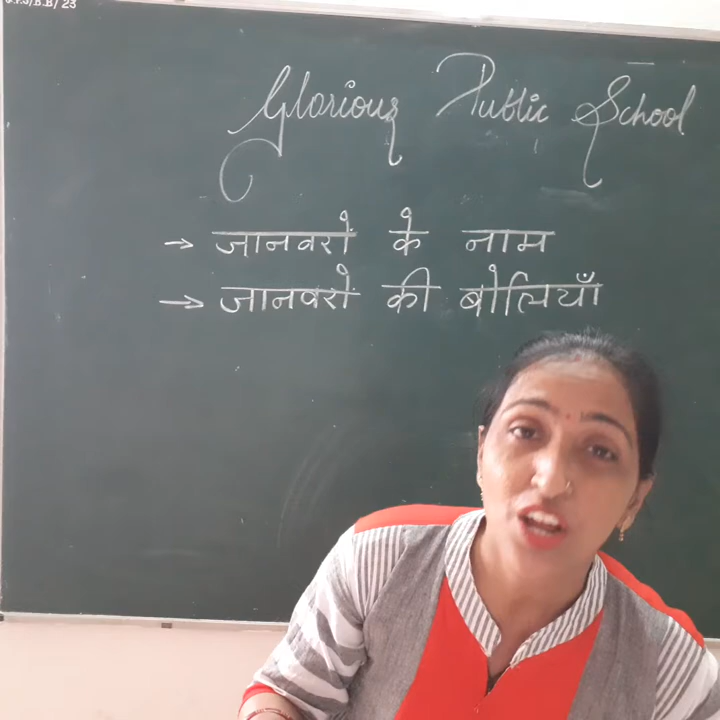 Glorious Public School
→ जानवरों के नाम
→ जानवरों की बोलियाँ